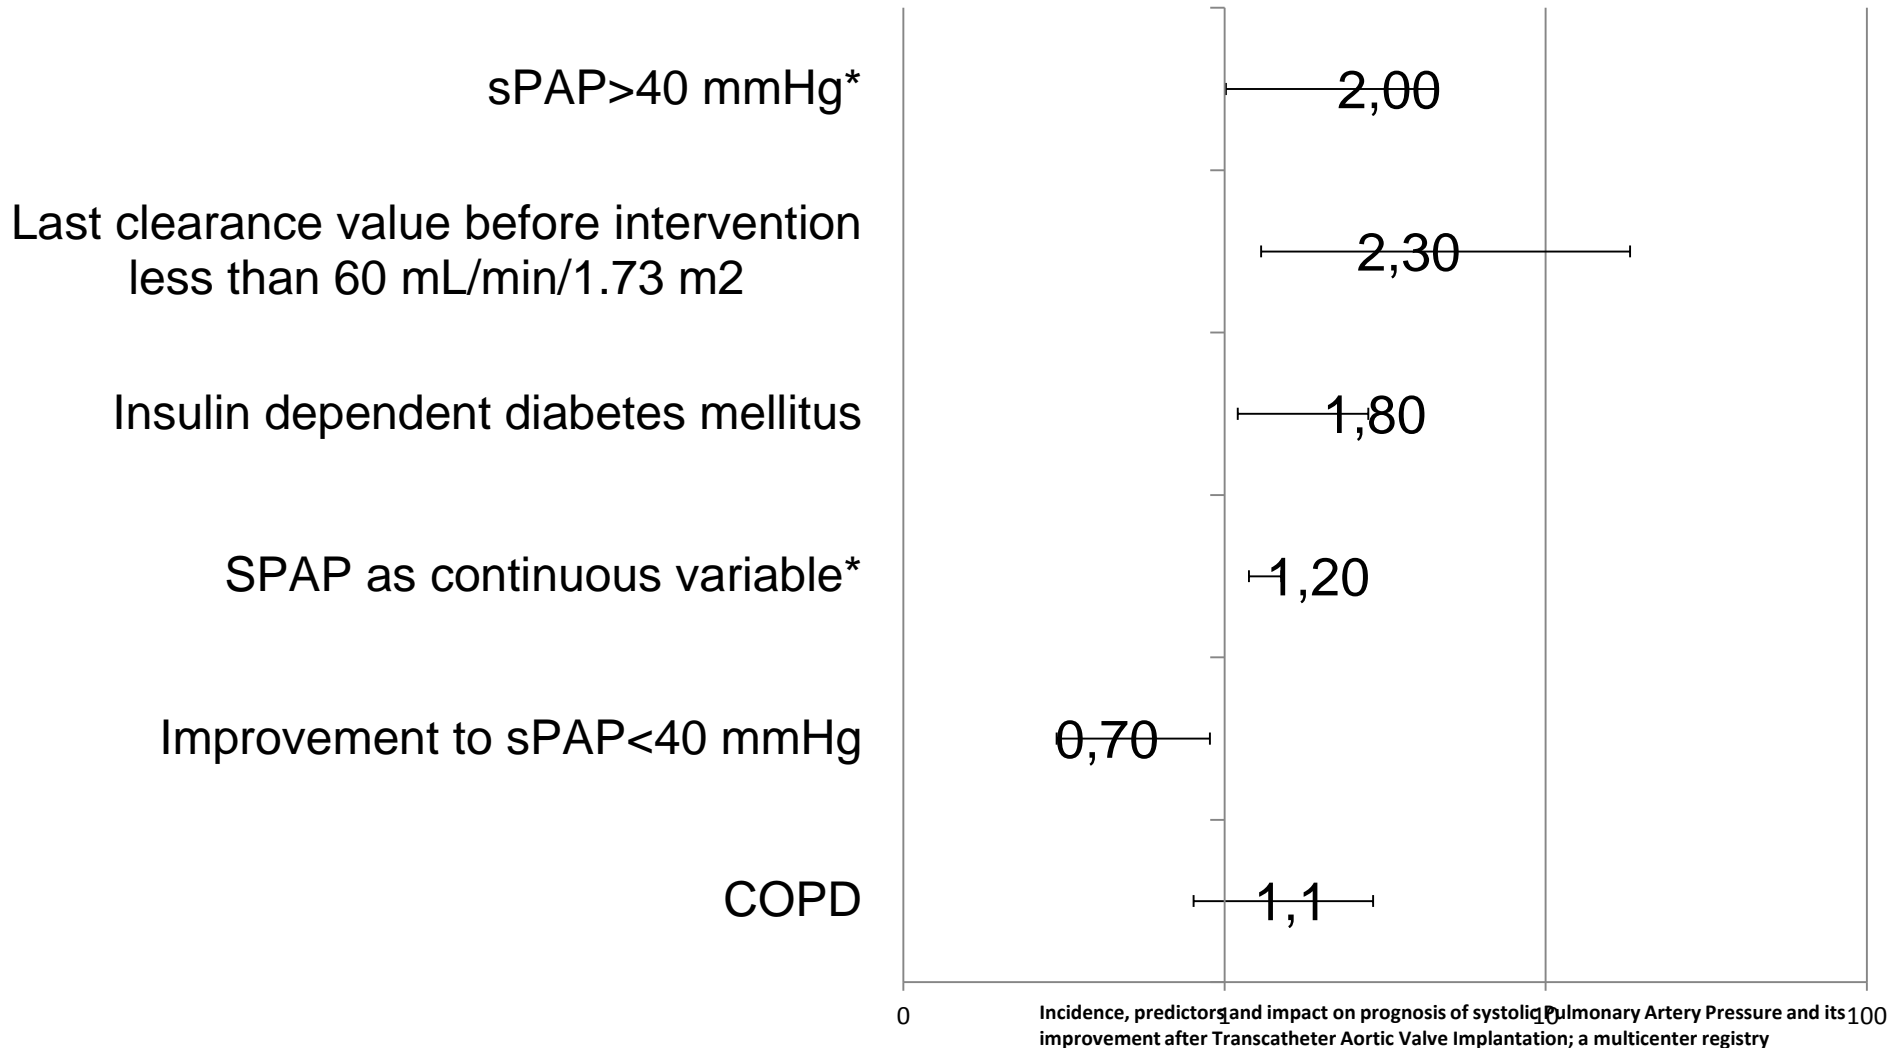 sPAP>40 mmHg*
2,00
Last clearance value before intervention
less than 60 mL/min/1.73 m2
2,30
Insulin dependent diabetes mellitus
1,80
SPAP as continuous variable*
1,20
Improvement to sPAP<40 mmHg
0,70
COPD
1,1
0
1
10
100
Incidence, predictors and impact on prognosis of systolic Pulmonary Artery Pressure and its
improvement after Transcatheter Aortic Valve Implantation; a multicenter registry